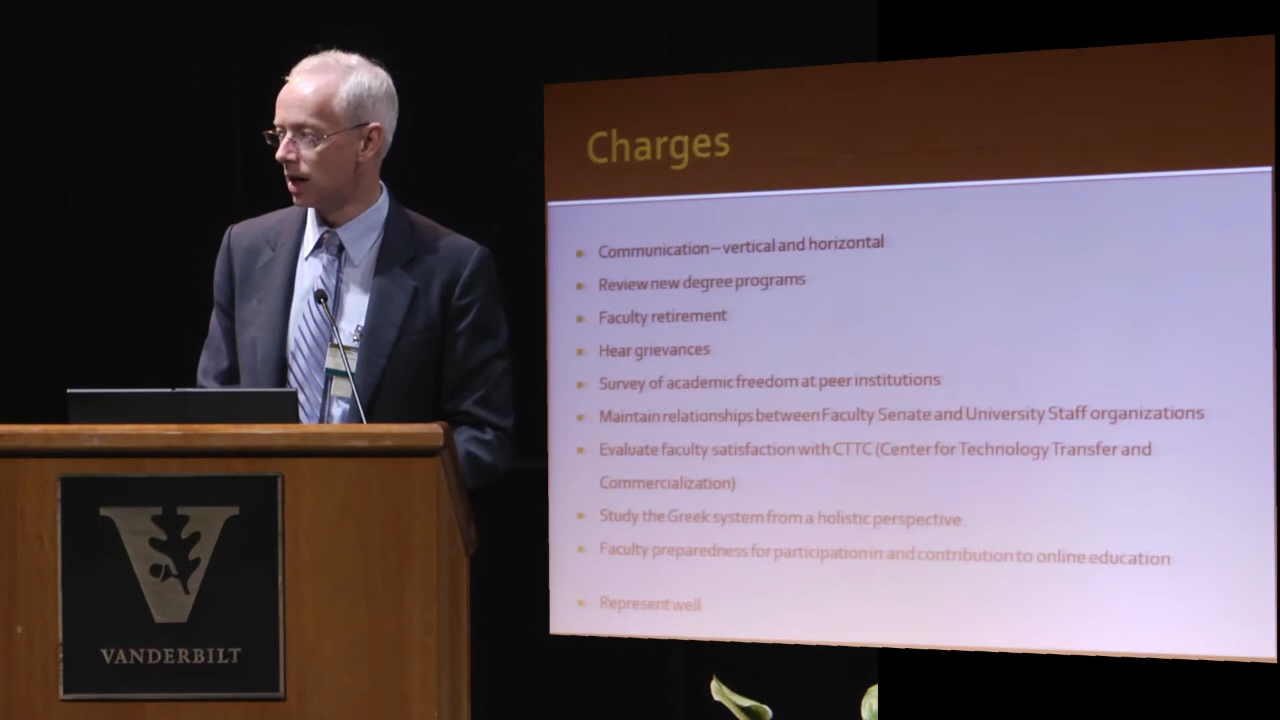 Charges
Communication – vertical and horizontal
Review new degree programs
Faculty retirement
Hear grievances
Survey of academic freedom at peer institutions
Maintain relationships between Faculty Senate and University Staff organizations
Evaluate faculty satisfaction with CTTC (Center for Technology Transfer and
Commercialization)
Study the Greek system from a holistic perspective
Faculty preparedness for participation in and contribution to online education
Represent well
V
VANDERBILT